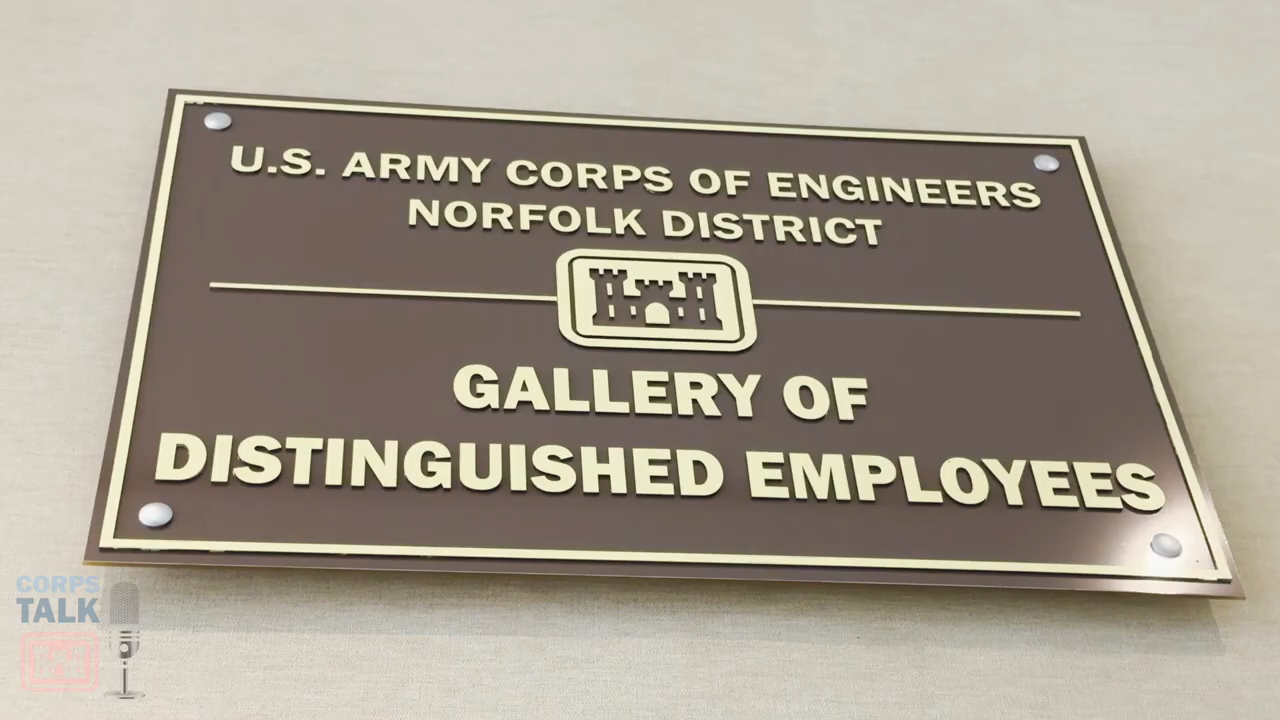 U.S. ARMY CORPS OF ENGINEERS
NORFOLK DISTRICT
GALLERY OF
DISTINGUISHED EMPLOYEES
CORPS
TALK